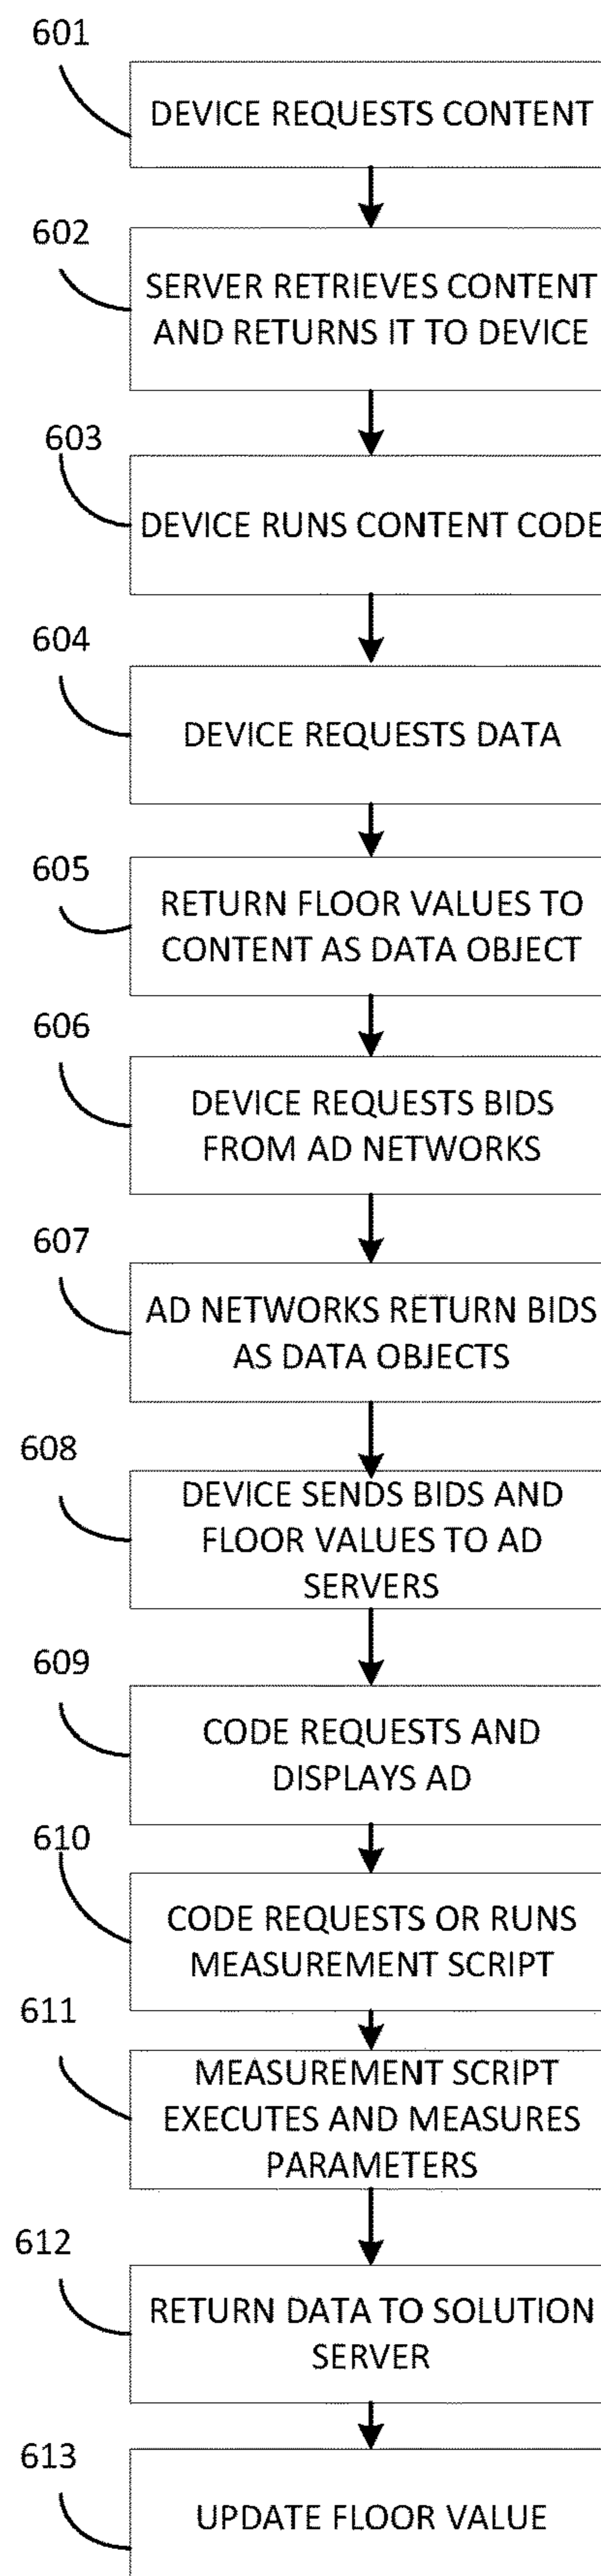 601
DEVICE REQUESTS CONTENT
602
SERVER RETRIEVES CONTENT
AND RETURNS IT TO DEVICE
603
DEVICE RUNS CONTENT CODE
604
DEVICE REQUESTS DATA
605
RETURN FLOOR VALUES TO
CONTENT AS DATA OBJECT
606
DEVICE REQUESTS BIDS
FROM AD NETWORKS
607
AD NETWORKS RETURN BIDS
AS DATA OBJECTS
608
DEVICE SENDS BIDS AND
FLOOR VALUES TO AD
SERVERS
609
CODE REQUESTS AND
DISPLAYS AD
610
CODE REQUESTS OR RUNS
MEASUREMENT SCRIPT
611
MEASUREMENT SCRIPT
EXECUTES AND MEASURES
PARAMETERS
612
RETURN DATA TO SOLUTION
SERVER
613
UPDATE FLOOR VALUE